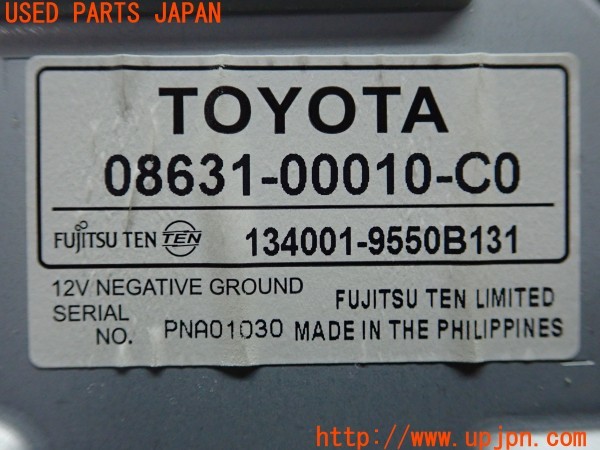 USED PARTS JAPAN
TOYOTA
08631-00010-C0
FUJITSU TEN TEN 134001-9550B131
12V NEGATIVE GROUND FUJITSU TEN LIMITED
SERIAL
NO. PNA01030 MADE IN THE PHILIPPINES
http://www.upjpn.com/